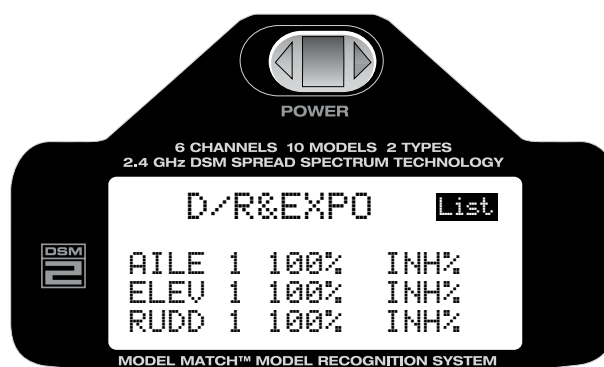 POWER
6 CHANNELS 10 MODELS 2 TYPES
2.4 GHz DSM SPREAD SPECTRUM TECHNOLOGY
D/R&EXPO List
DSM
2
AILE 1 100% INH%
ELEV 1 100% INH%
RUDD 1 100% INH%
MODEL MATCH™ MODEL RECOGNITION SYSTEM